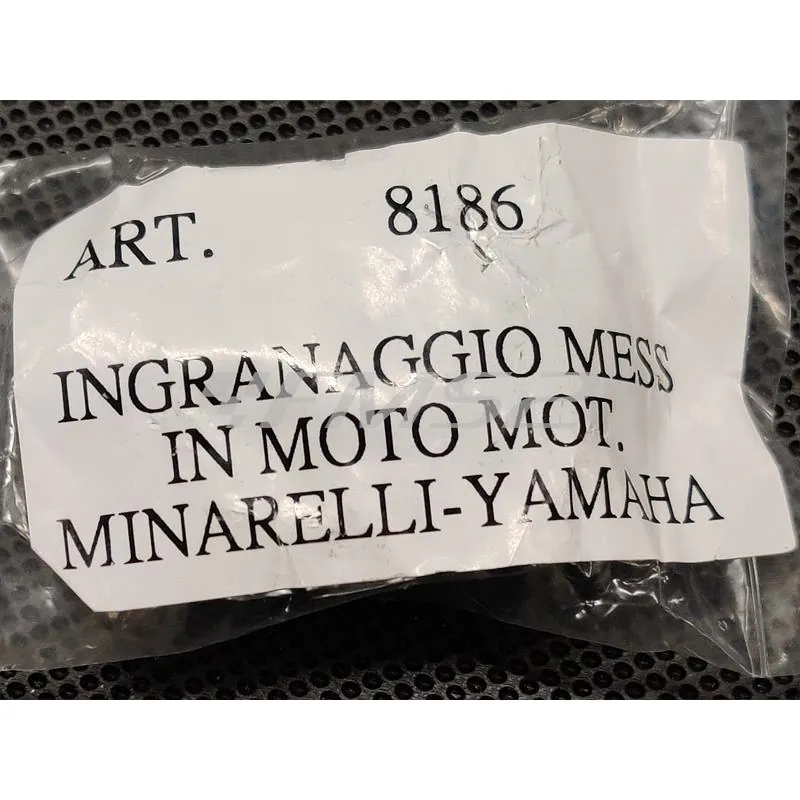 ART. 8186
INGRANAGGIO MESS
IN MOTO MOT.
MINARELLI-YAMAHA